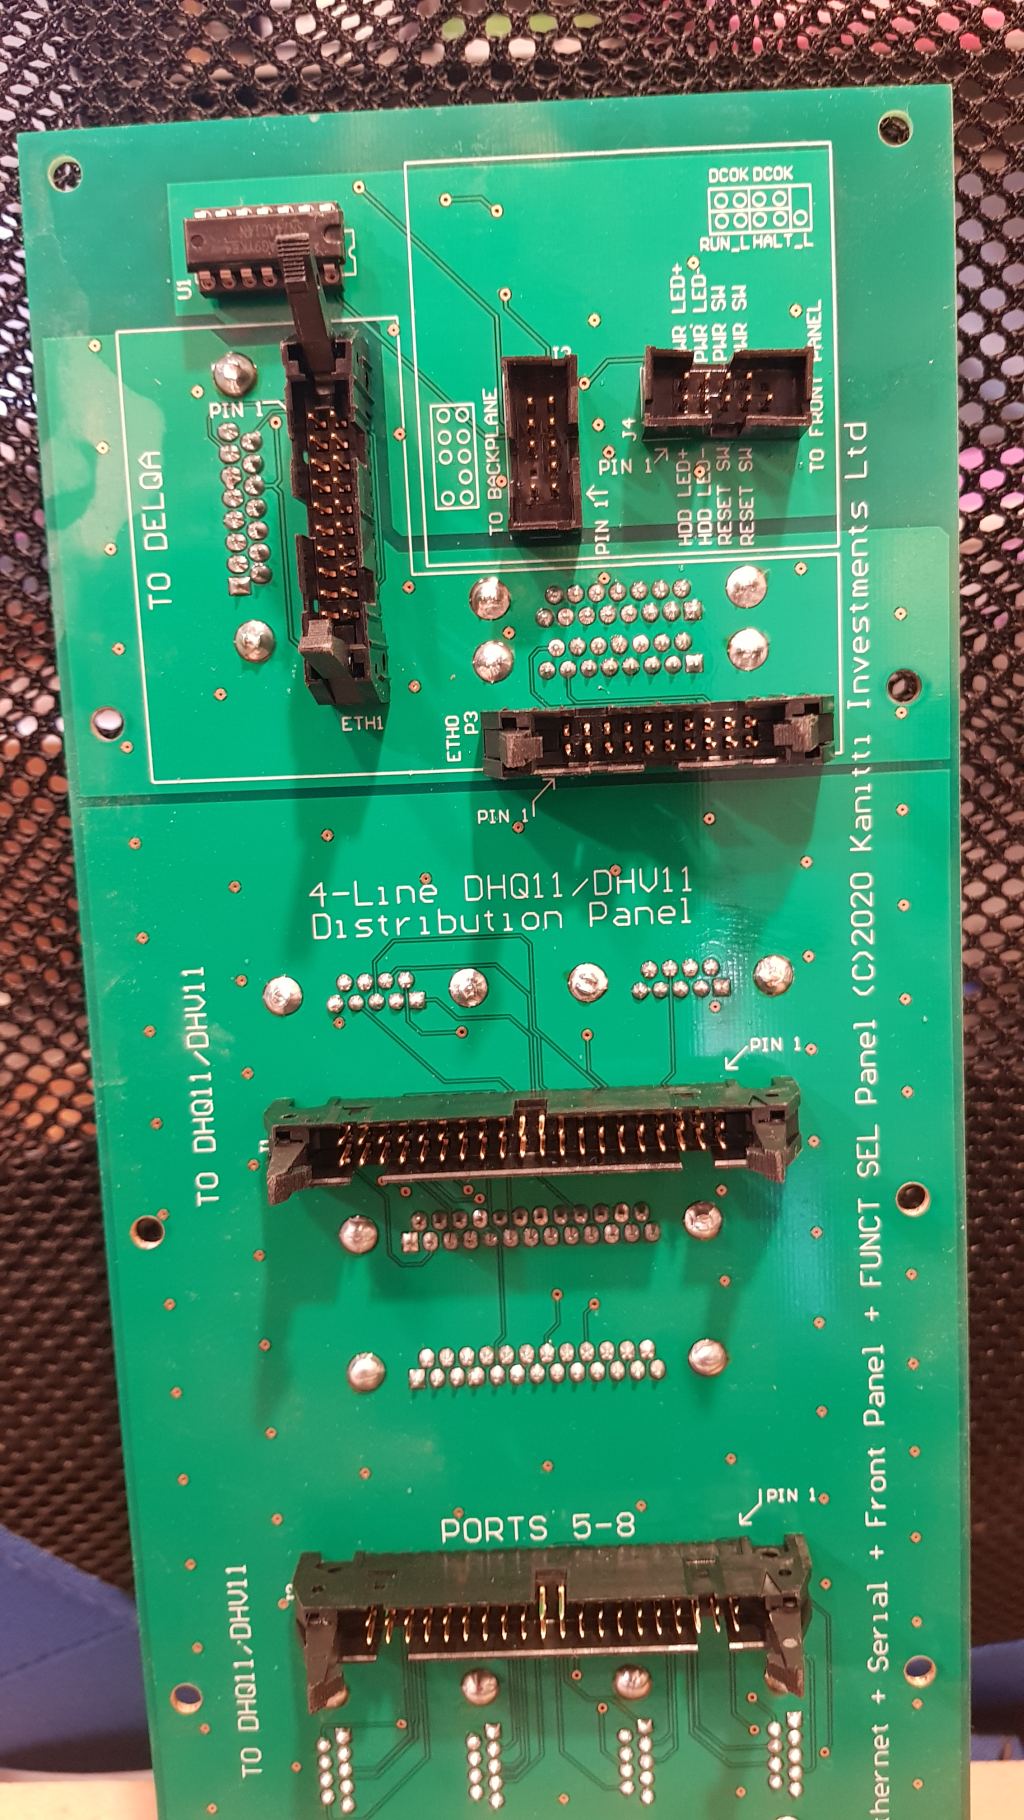 DCOK DCOK
RUN_L HALT_L
U1
PWR LED+
PWR LED-
PWR SW
PWR SW
TO FRONT PANEL
J4
PIN 1
HDD LED+
HDD LED-
RESET SW
RESET SW
TO BACKPLANE
PIN 1
PIN 1
TO DELQA
ETH1
ETH0
P3
PIN 1
4-Line DHQ11/DHV11
Distribution Panel
TO DHQ11/DHV11
PIN 1
PORTS 5-8
PIN 1
TO DHQ11/DHV11
hernet + Serial + Front Panel + FUNCT SEL Panel (C)2020 Kanitti Investments Ltd